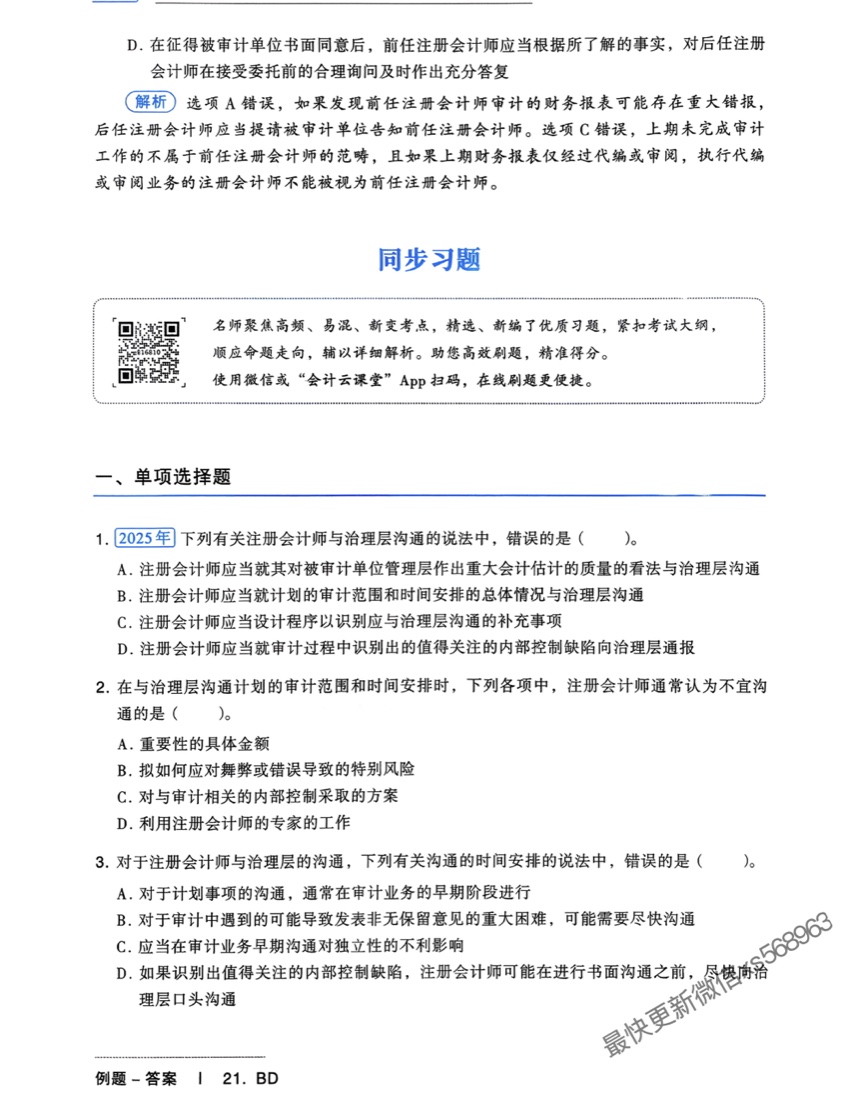 D. 在征得被审计单位书面同意后，前任注册会计师应当根据所了解的事实，对后任注册
会计师在接受委托前的合理询问及时作出充分答复
解析 选项 A 错误，如果发现前任注册会计师审计的财务报表可能存在重大错报，
后任注册会计师应当提请被审计单位告知前任注册会计师。选项 C 错误，上期未完成审计
工作的不属于前任注册会计师的范畴，且如果上期财务报表仅经过代编或审阅，执行代编
或审阅业务的注册会计师不能被视为前任注册会计师。
同步习题
名师聚焦高频、易混、新变考点，精选、新编了优质习题，紧扣考试大纲，
顺应命题走向，辅以详细解析。助您高效刷题，精准得分。
使用微信或“会计云课堂”App 扫码，在线刷题更便捷。
一、单项选择题
1. 2025年 下列有关注册会计师与治理层沟通的说法中，错误的是（　　）。
A. 注册会计师应当就其对被审计单位管理层作出重大会计估计的质量的看法与治理层沟通
B. 注册会计师应当就计划的审计范围和时间安排的总体情况与治理层沟通
C. 注册会计师应当设计程序以识别应与治理层沟通的补充事项
D. 注册会计师应当就审计过程中识别出的值得关注的内部控制缺陷向治理层通报
2. 在与治理层沟通计划的审计范围和时间安排时，下列各项中，注册会计师通常认为不宜沟
通的是（　　）。
A. 重要性的具体金额
B. 拟如何应对舞弊或错误导致的特别风险
C. 对与审计相关的内部控制采取的方案
D. 利用注册会计师的专家的工作
3. 对于注册会计师与治理层的沟通，下列有关沟通的时间安排的说法中，错误的是（　　）。
A. 对于计划事项的沟通，通常在审计业务的早期阶段进行
B. 对于审计中遇到的可能导致发表非无保留意见的重大困难，可能需要尽快沟通
C. 应当在审计业务早期沟通对独立性的不利影响
D. 如果识别出值得关注的内部控制缺陷，注册会计师可能在进行书面沟通之前，尽快向治
理层口头沟通
最快更新微信xs568963
例题－答案 | 21. BD